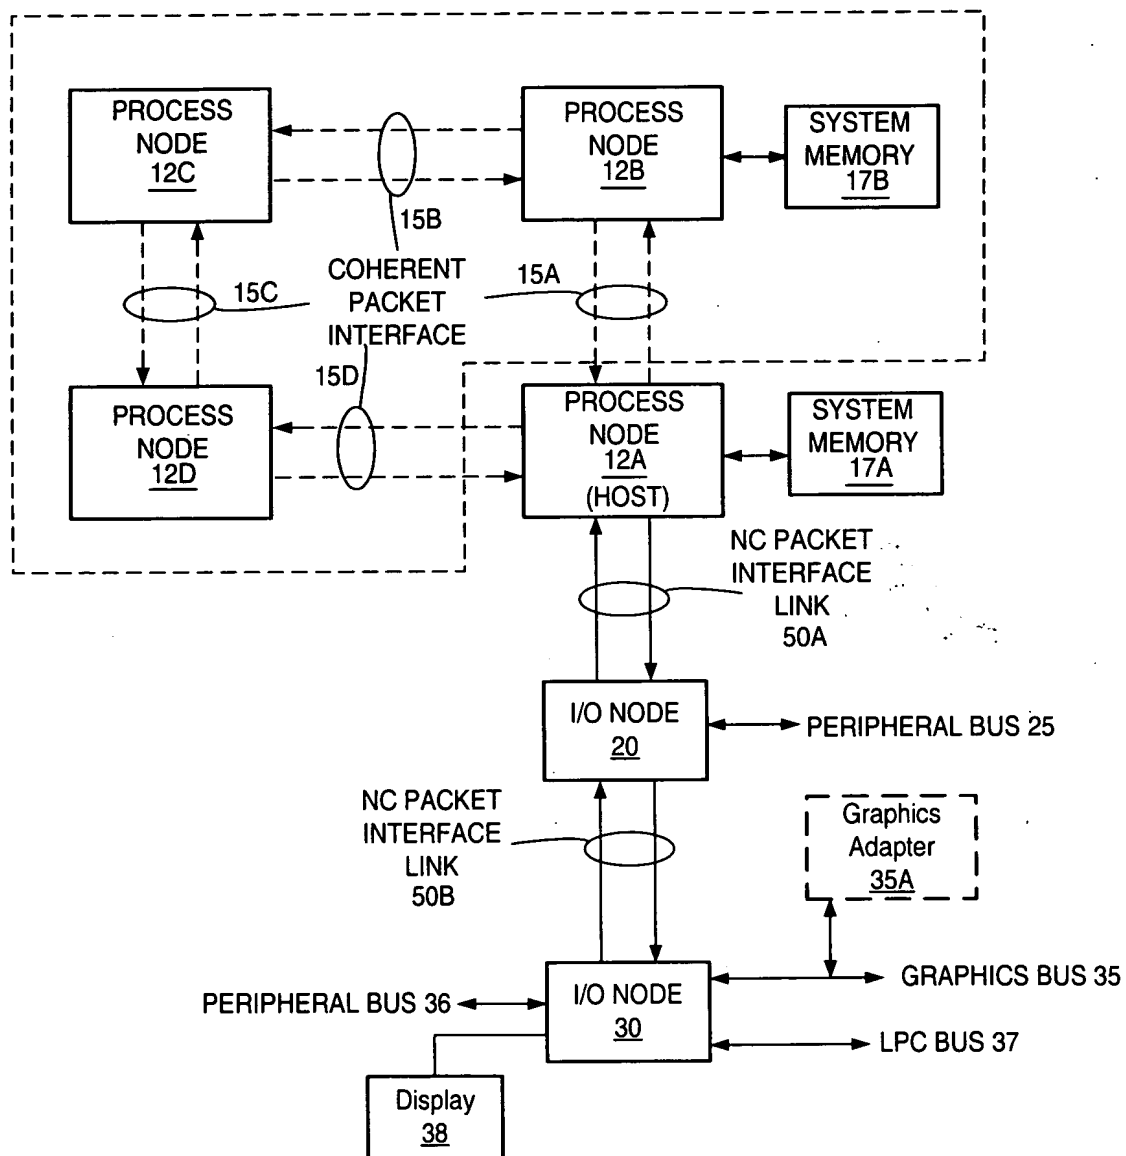 PROCESS
NODE
12C
PROCESS
NODE
12B
SYSTEM
MEMORY
17B
15B
COHERENT
PACKET
INTERFACE
15A
15C
15D
PROCESS
NODE
12D
PROCESS
NODE
12A
(HOST)
SYSTEM
MEMORY
17A
NC PACKET
INTERFACE
LINK
50A
I/O NODE
20
PERIPHERAL BUS 25
NC PACKET
INTERFACE
LINK
50B
Graphics
Adapter
35A
PERIPHERAL BUS 36
I/O NODE
30
GRAPHICS BUS 35
LPC BUS 37
Display
38